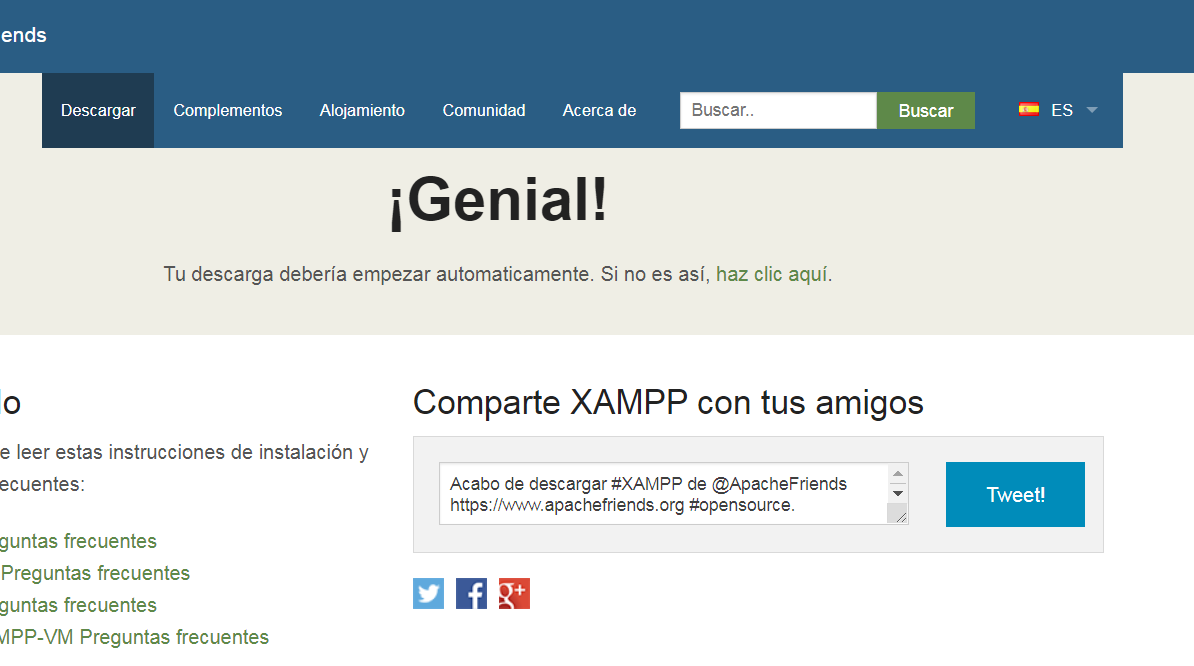 ends
Descargar Complementos Alojamiento Comunidad Acerca de Buscar.. Buscar ES
¡Genial!
Tu descarga debería empezar automaticamente. Si no es así, haz clic aquí.
lo
Comparte XAMPP con tus amigos
e leer estas instrucciones de instalación y
ecuentes:
guntas frecuentes
Preguntas frecuentes
guntas frecuentes
MPP-VM Preguntas frecuentes
Acabo de descargar #XAMPP de @ApacheFriends
https://www.apachefriends.org #opensource.
Tweet!